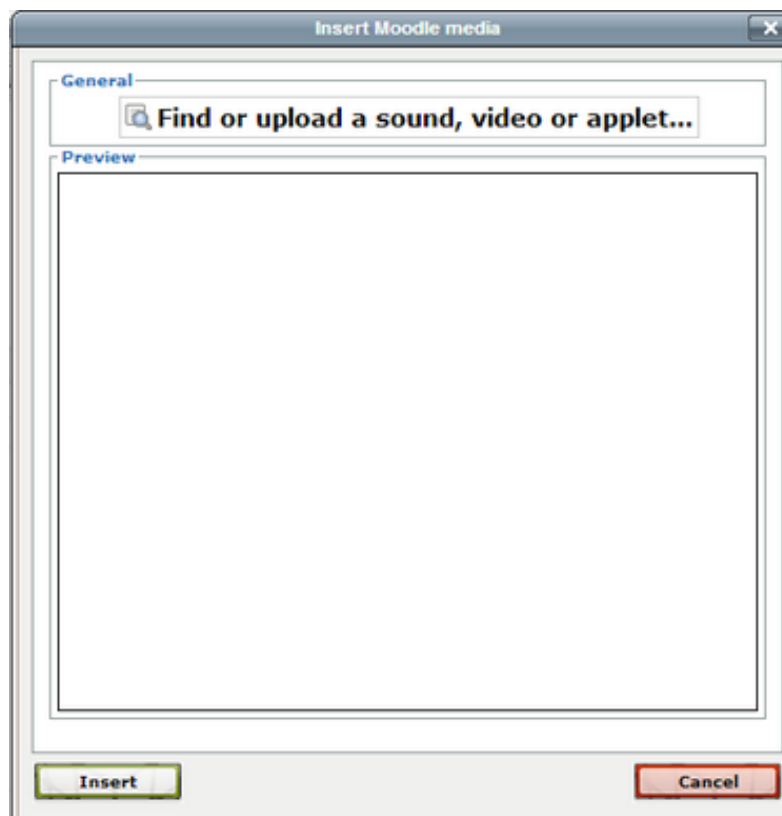 Insert Moodle media
General
Find or upload a sound, video or applet...
Preview
Insert
Cancel